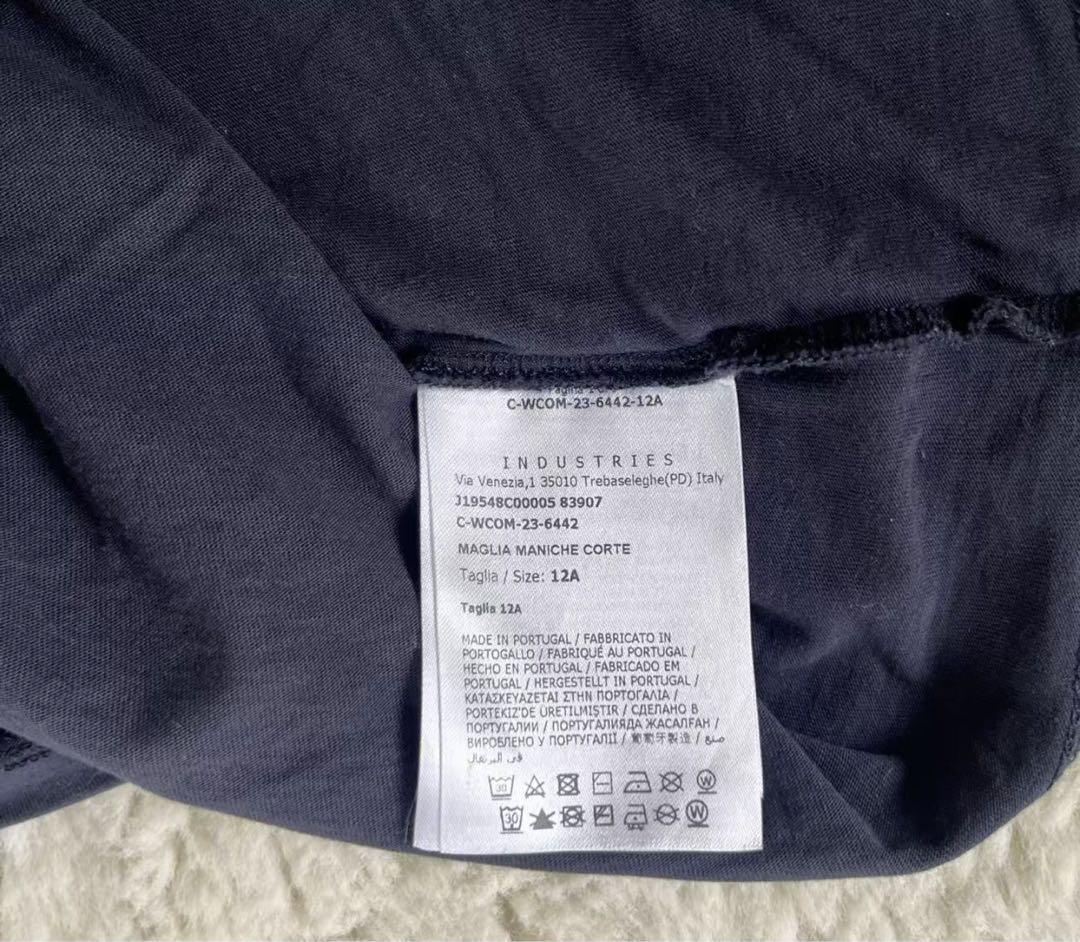 C-WCOM-23-6442-12A
INDUSTRIES
Via Venezia,1 35010 Trebaseleghe(PD) Italy
J19548C00005 83907
C-WCOM-23-6442
MAGLIA MANICHE CORTE
Taglia / Size: 12A
Taglia 12A
MADE IN PORTUGAL / FABBRICATO IN
PORTOGALLO / FABRIQUÉ AU PORTUGAL /
HECHO EN PORTUGAL / FABRICADO EM
PORTUGAL / HERGESTELLT IN PORTUGAL /
ΚΑΤΑΣΚΕΥΑΖΕΤΑΙ ΣΤΗΝ ΠΟΡΤΟΓΑΛΙΑ /
PORTEKİZ'DE ÜRETİLMİŞTİR / СДЕЛАНО В
ПОРТУГАЛИИ / ПОРТУГАЛИЯДА ЖАСАЛҒАН /
ВИРОБЛЕНО У ПОРТУГАЛІЇ / 葡萄牙製造 / صنع
في البرتغال
30 W
30 W